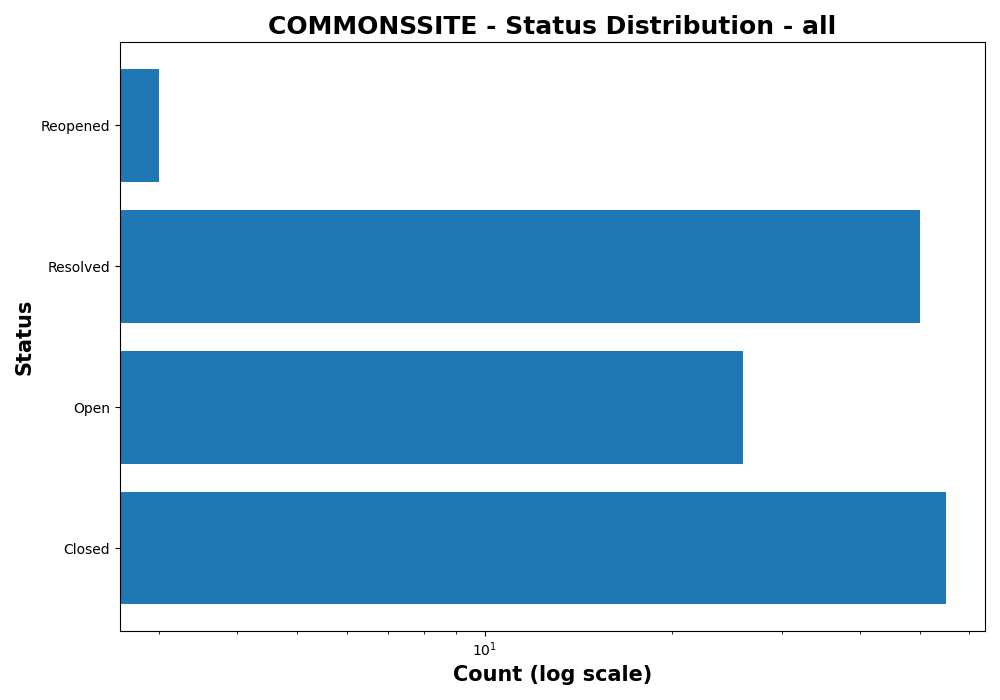 COMMONSSITE - Status Distribution - all
Reopened
Resolved
Open
Closed
Status
10¹
Count (log scale)